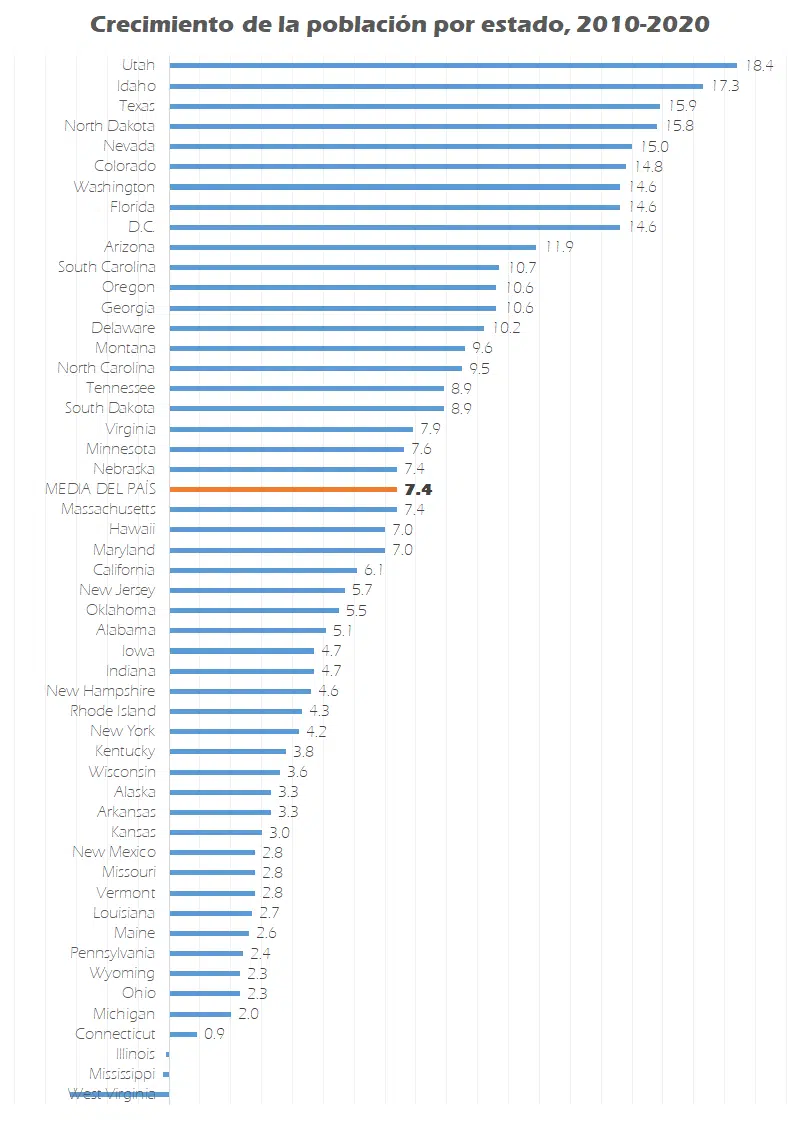 Crecimiento de la población por estado, 2010-2020
Utah 18.4
Idaho 17.3
Texas 15.9
North Dakota 15.8
Nevada 15.0
Colorado 14.8
Washington 14.6
Florida 14.6
D.C. 14.6
Arizona 11.9
South Carolina 10.7
Oregon 10.6
Georgia 10.6
Delaware 10.2
Montana 9.6
North Carolina 9.5
Tennessee 8.9
South Dakota 8.9
Virginia 7.9
Minnesota 7.6
Nebraska 7.4
MEDIA DEL PAÍS 7.4
Massachusetts 7.4
Hawaii 7.0
Maryland 7.0
California 6.1
New Jersey 5.7
Oklahoma 5.5
Alabama 5.1
Iowa 4.7
Indiana 4.7
New Hampshire 4.6
Rhode Island 4.3
New York 4.2
Kentucky 3.8
Wisconsin 3.6
Alaska 3.3
Arkansas 3.3
Kansas 3.0
New Mexico 2.8
Missouri 2.8
Vermont 2.8
Louisiana 2.7
Maine 2.6
Pennsylvania 2.4
Wyoming 2.3
Ohio 2.3
Michigan 2.0
Connecticut 0.9
Illinois
Mississippi
West Virginia